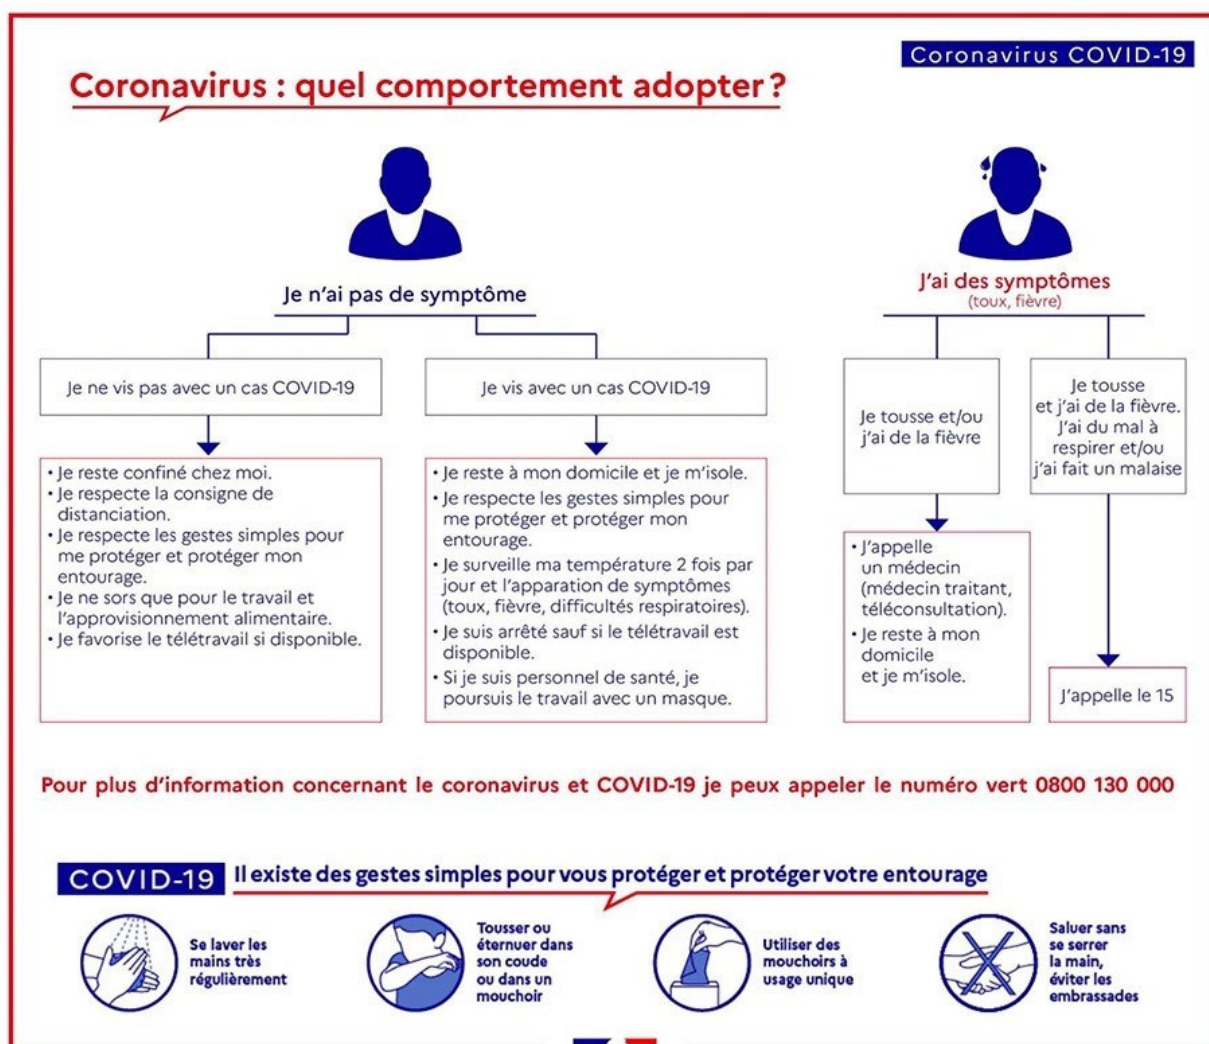 Coronavirus COVID-19
Coronavirus : quel comportement adopter ?
Je n'ai pas de symptôme
J'ai des symptômes
(toux, fièvre)
Je ne vis pas avec un cas COVID-19
Je vis avec un cas COVID-19
Je tousse et/ou
j'ai de la fièvre
Je tousse
et j'ai de la fièvre.
J'ai du mal à
respirer et/ou
j'ai fait un malaise
• Je reste confiné chez moi.
• Je respecte la consigne de
distanciation.
• Je respecte les gestes simples pour
me protéger et protéger mon
entourage.
• Je ne sors que pour le travail et
l'approvisionnement alimentaire.
• Je favorise le télétravail si disponible.
• Je reste à mon domicile et je m'isole.
• Je respecte les gestes simples pour
me protéger et protéger mon
entourage.
• Je surveille ma température 2 fois par
jour et l'apparation de symptômes
(toux, fièvre, difficultés respiratoires).
• Je suis arrêté sauf si le télétravail est
disponible.
• Si je suis personnel de santé, je
poursuis le travail avec un masque.
• J'appelle
un médecin
(médecin traitant,
téléconsultation).
• Je reste à mon
domicile
et je m'isole.
J'appelle le 15
Pour plus d'information concernant le coronavirus et COVID-19 je peux appeler le numéro vert 0800 130 000
COVID-19 Il existe des gestes simples pour vous protéger et protéger votre entourage
Se laver les
mains très
régulièrement
Tousser ou
éternuer dans
son coude
ou dans un
mouchoir
Utiliser des
mouchoirs à
usage unique
Saluer sans
se serrer
la main,
éviter les
embrassades